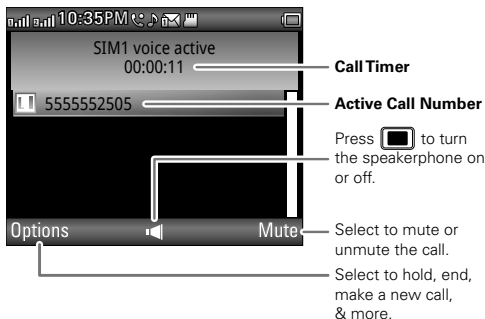 10:35PM
SIM1 voice active
00:00:11
Call Timer
5555552505
Active Call Number
Press to turn
the speakerphone on
or off.
Options
Mute
Select to mute or
unmute the call.
Select to hold, end,
make a new call,
& more.